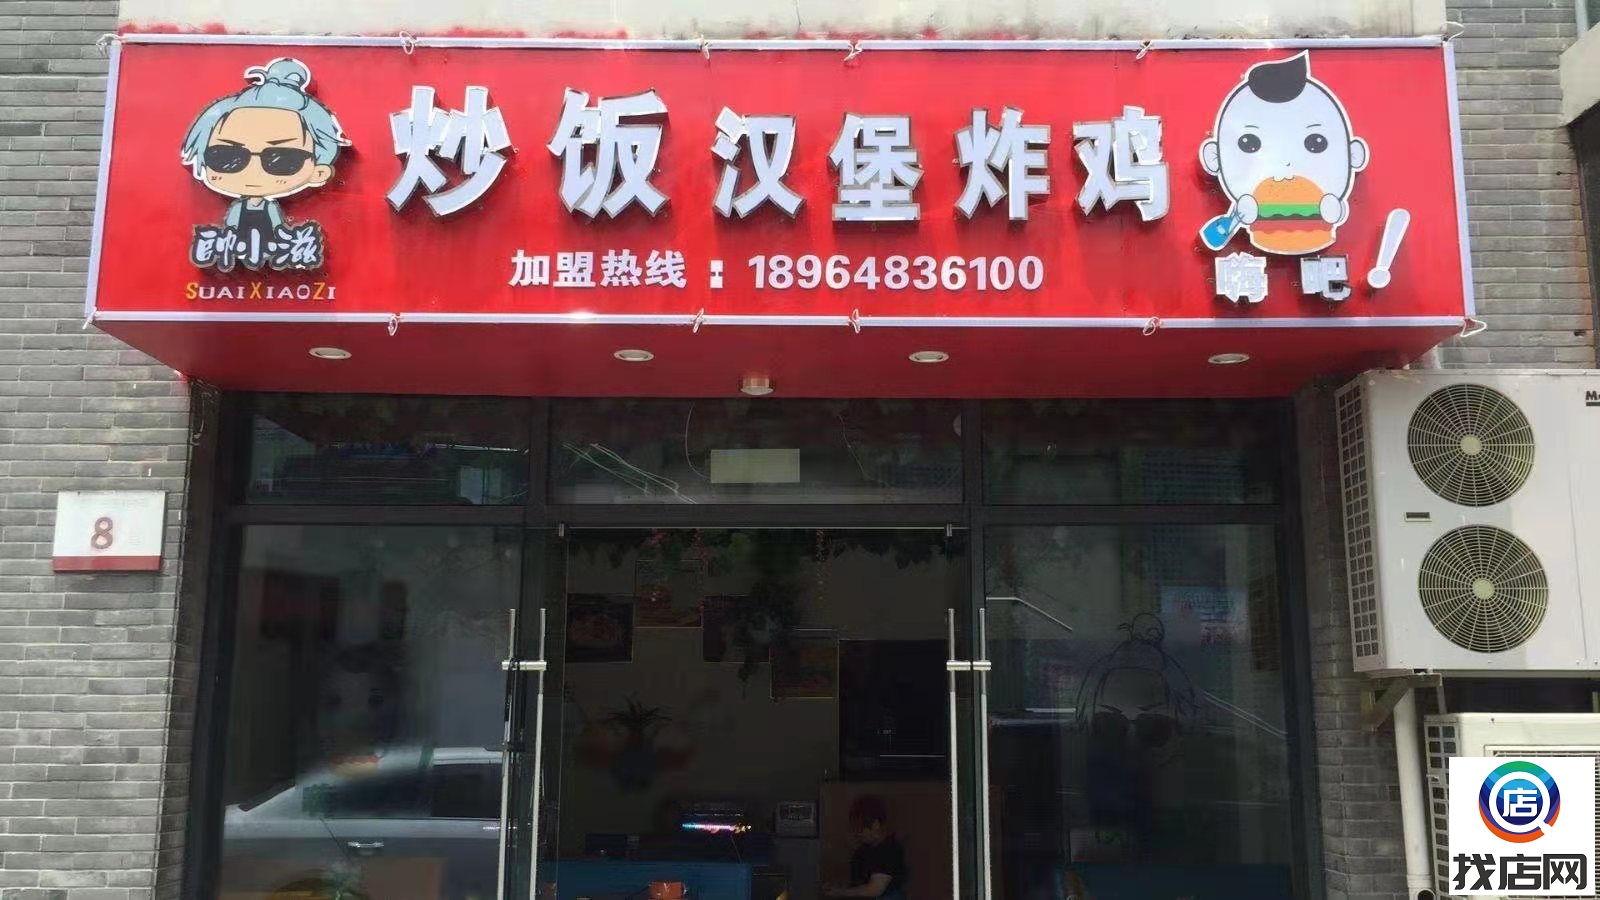 炒饭 汉堡炸鸡
帥小滋
SUAIXIAOZI
加盟热线：18964836100
嗨吧！
8
店
找店网